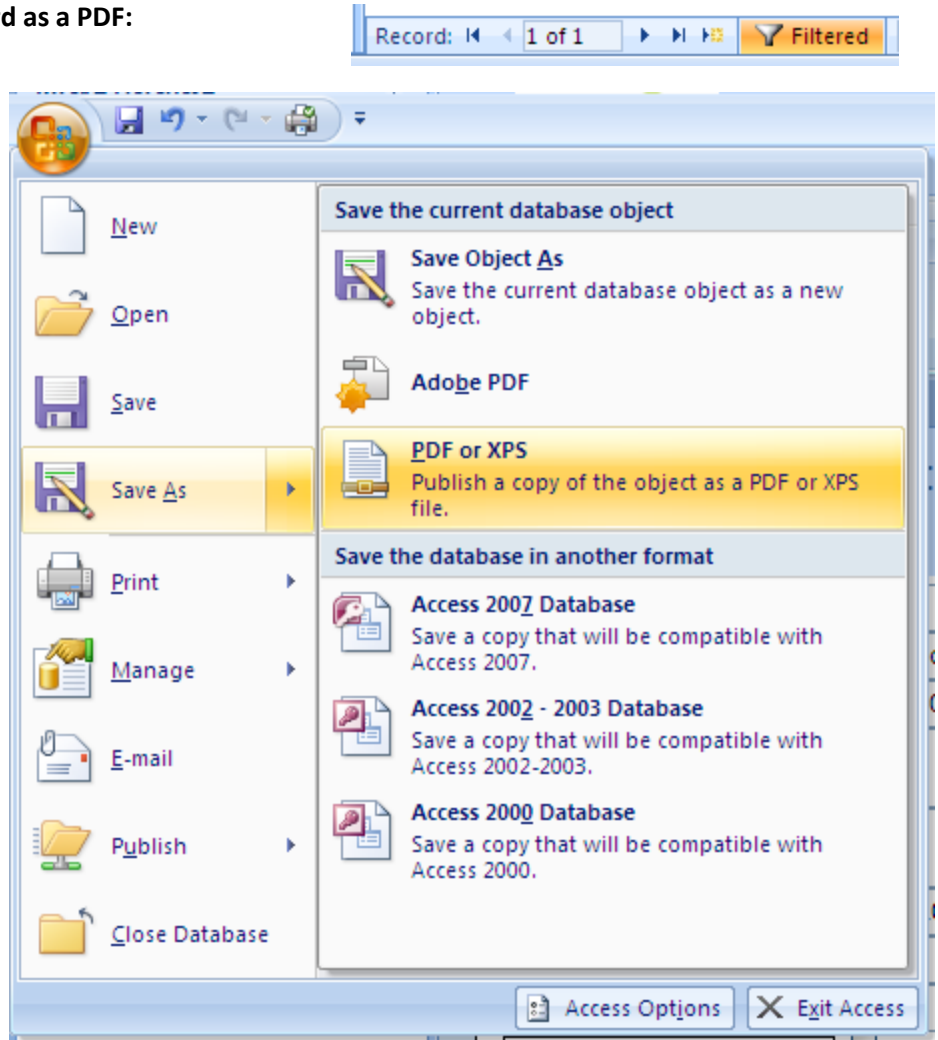 d as a PDF:
Record: 1 of 1 Filtered
New
Open
Save
Save As
Print
Manage
E-mail
Publish
Close Database
Save the current database object
Save Object As
Save the current database object as a new
object.
Adobe PDF
PDF or XPS
Publish a copy of the object as a PDF or XPS
file.
Save the database in another format
Access 2007 Database
Save a copy that will be compatible with
Access 2007.
Access 2002 - 2003 Database
Save a copy that will be compatible with
Access 2002-2003.
Access 2000 Database
Save a copy that will be compatible with
Access 2000.
Access Options
Exit Access